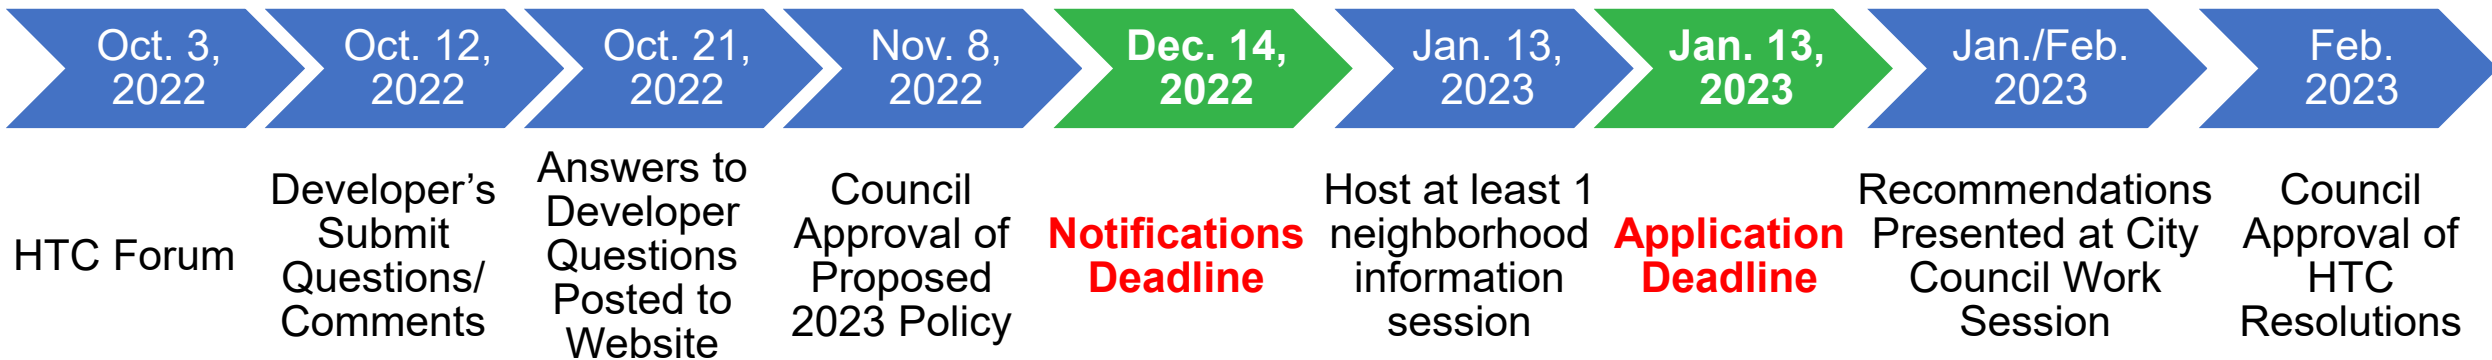 Oct. 3,
2022
Oct. 12,
2022
Oct. 21,
2022
Nov. 8,
2022
Dec. 14,
2022
Jan. 13,
2023
Jan. 13,
2023
Jan./Feb.
2023
Feb.
2023
HTC Forum
Developer’s
Submit
Questions/
Comments
Answers to
Developer
Questions
Posted to
Website
Council
Approval of
Proposed
2023 Policy
Notifications
Deadline
Host at least 1
neighborhood
information
session
Application
Deadline
Recommendations
Presented at City
Council Work
Session
Council
Approval of
HTC
Resolutions